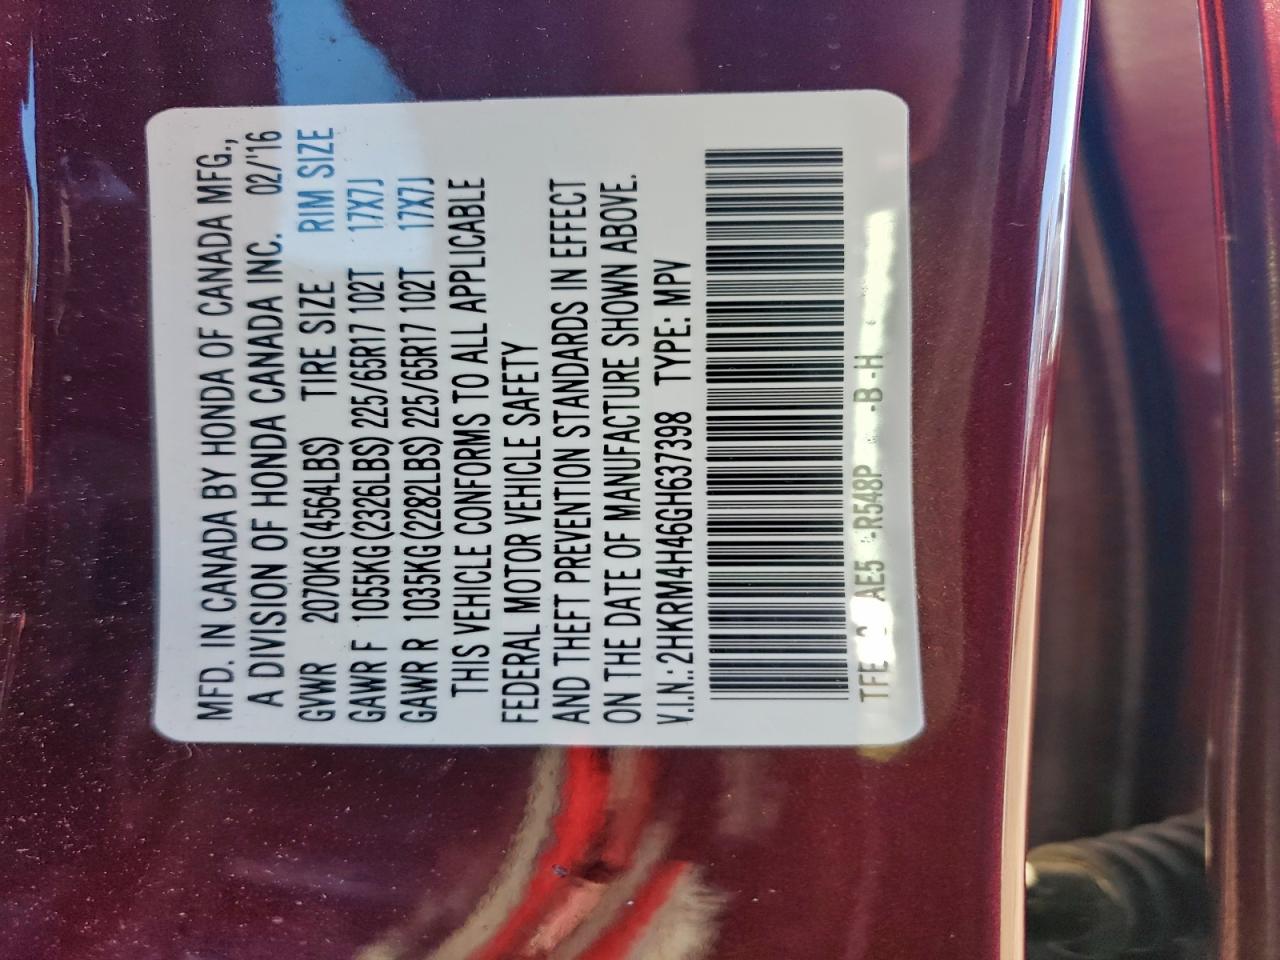 MFD. IN CANADA BY HONDA OF CANADA MFG.,
A DIVISION OF HONDA CANADA INC. 02/'16
GVWR 2070KG(4564LBS) TIRE SIZE RIM SIZE
GAWR F 1055KG(2326LBS) 225/65R17 102T 17X7J
GAWR R 1035KG(2282LBS) 225/65R17 102T 17X7J
THIS VEHICLE CONFORMS TO ALL APPLICABLE
FEDERAL MOTOR VEHICLE SAFETY
AND THEFT PREVENTION STANDARDS IN EFFECT
ON THE DATE OF MANUFACTURE SHOWN ABOVE.
V.I.N.: 2HKRM4H46GH637398 TYPE: MPV
AE5 -R548P -B -H